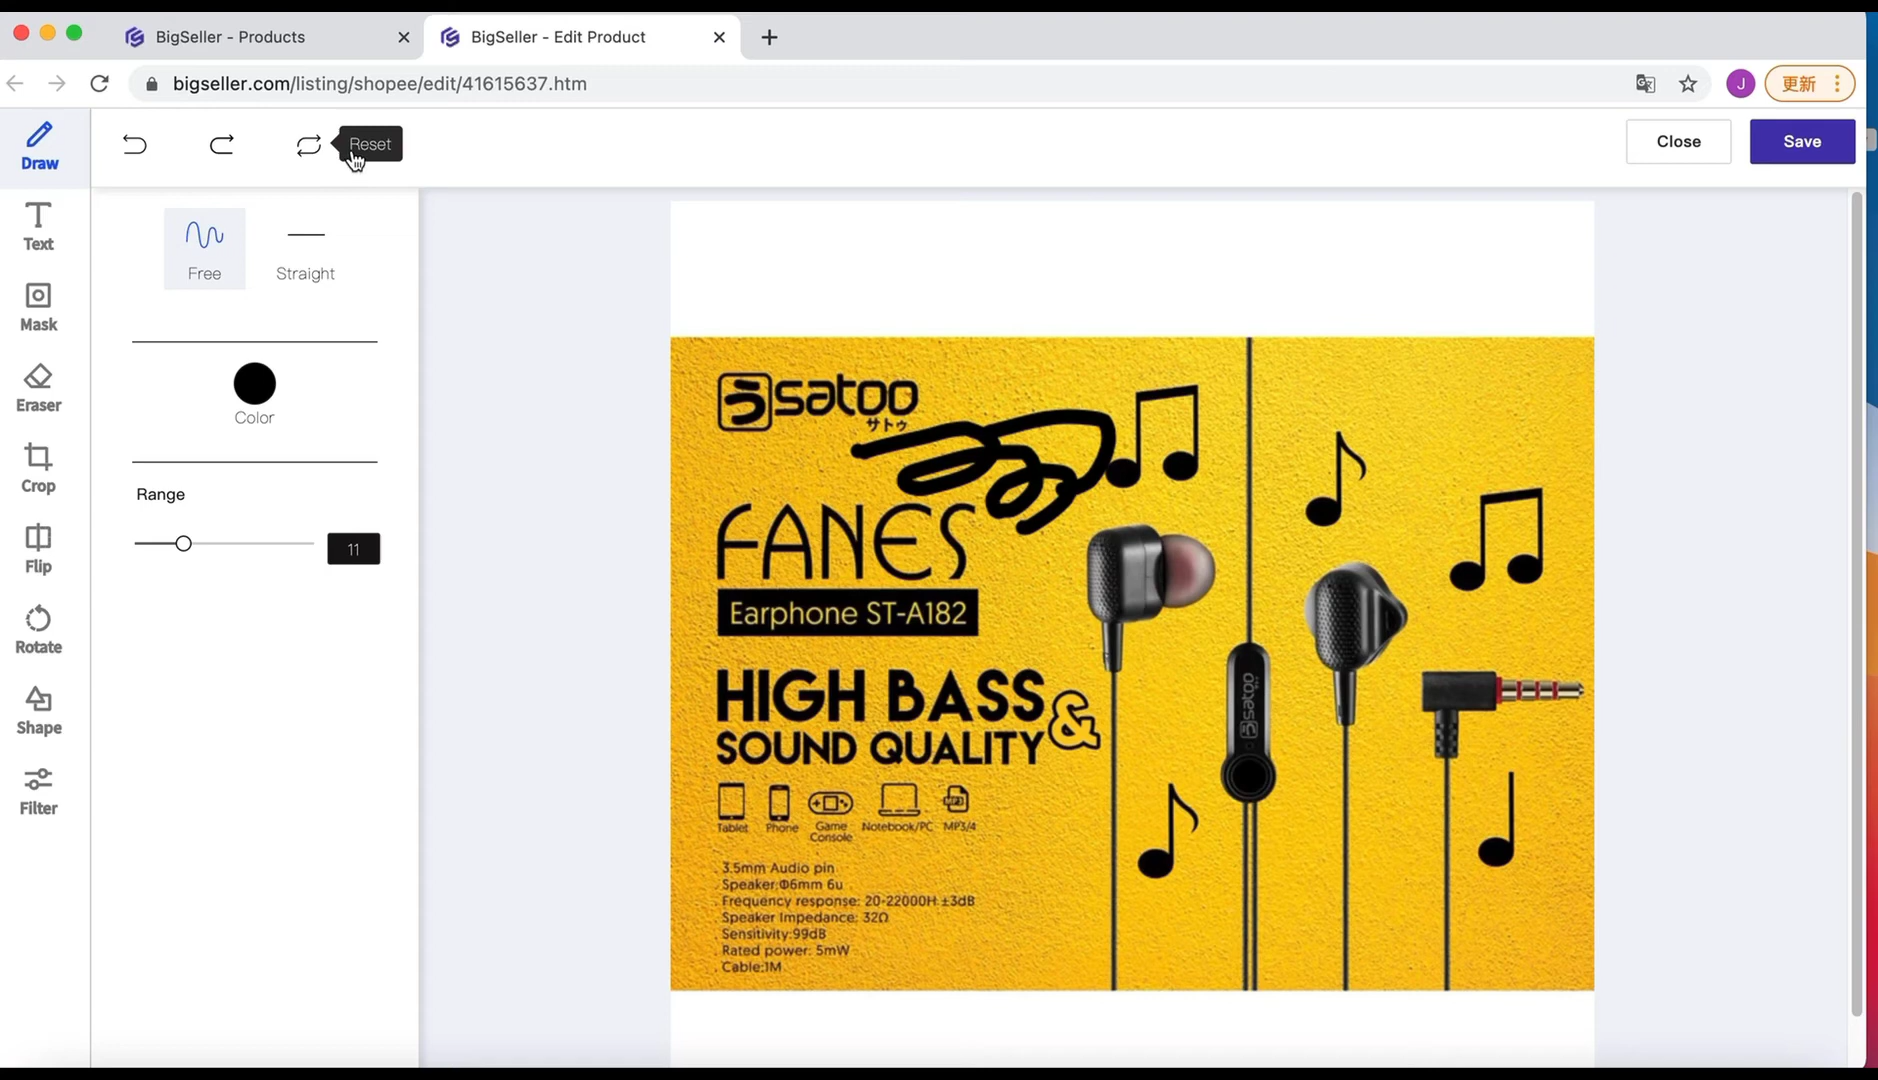 BigSeller - Products
BigSeller - Edit Product
bigseller.com/listing/shopee/edit/41615637.htm
J
更新
Draw
Reset
Close
Save
Text
Mask
Eraser
Crop
Flip
Rotate
Shape
Filter
Free
Straight
Color
Range
11
satoo
サトゥ
FANES
Earphone ST-A182
HIGH BASS
&
SOUND QUALITY
Tablet
Phone
Game
Console
Notebook/PC
MP3
MP3/4
. 3.5mm Audio pin
. Speaker:Φ6mm 6u
. Frequency response: 20-22000H ±3dB
. Speaker Impedance: 32Ω
. Sensitivity:99dB
. Rated power: 5mW
. Cable:1M
satoo